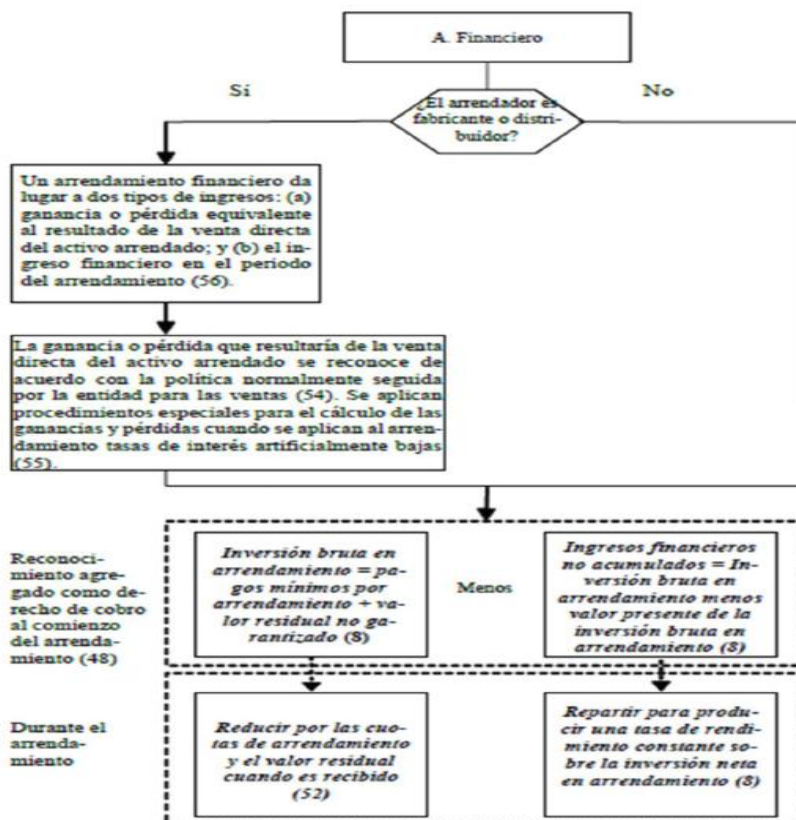 A. Financiero
Sí
No
¿El arrendador es
fabricante o distri-
buidor?
Un arrendamiento financiero da
lugar a dos tipos de ingresos: (a)
ganancia o pérdida equivalente
al resultado de la venta directa
del activo arrendado; y (b) el in-
greso financiero en el periodo
del arrendamiento (56).
La ganancia o pérdida que resultaría de la venta
directa del activo arrendado se reconoce de
acuerdo con la política normalmente seguida
por la entidad para las ventas (54). Se aplican
procedimientos especiales para el cálculo de las
ganancias y pérdidas cuando se aplican al arren-
damiento tasas de interés artificialmente bajas
(55).
Reconoci-
miento agre-
gado como de-
recho de cobro
al comienzo
del arrenda-
miento (48)
Inversión bruta en
arrendamiento = pa-
gos mínimos por
arrendamiento + va-
lor residual no ga-
rantizado (8)
Menos
Ingresos financieros
no acumulados = In-
versión bruta en
arrendamiento menos
valor presente de la
inversión bruta en
arrendamiento (8)
Durante el
arrenda-
miento
Reducir por las cuo-
tas de arrendamiento
y el valor residual
cuando es recibido
(52)
Repartir para produ-
cir una tasa de rendi-
miento constante so-
bre la inversión neta
en arrendamiento (8)